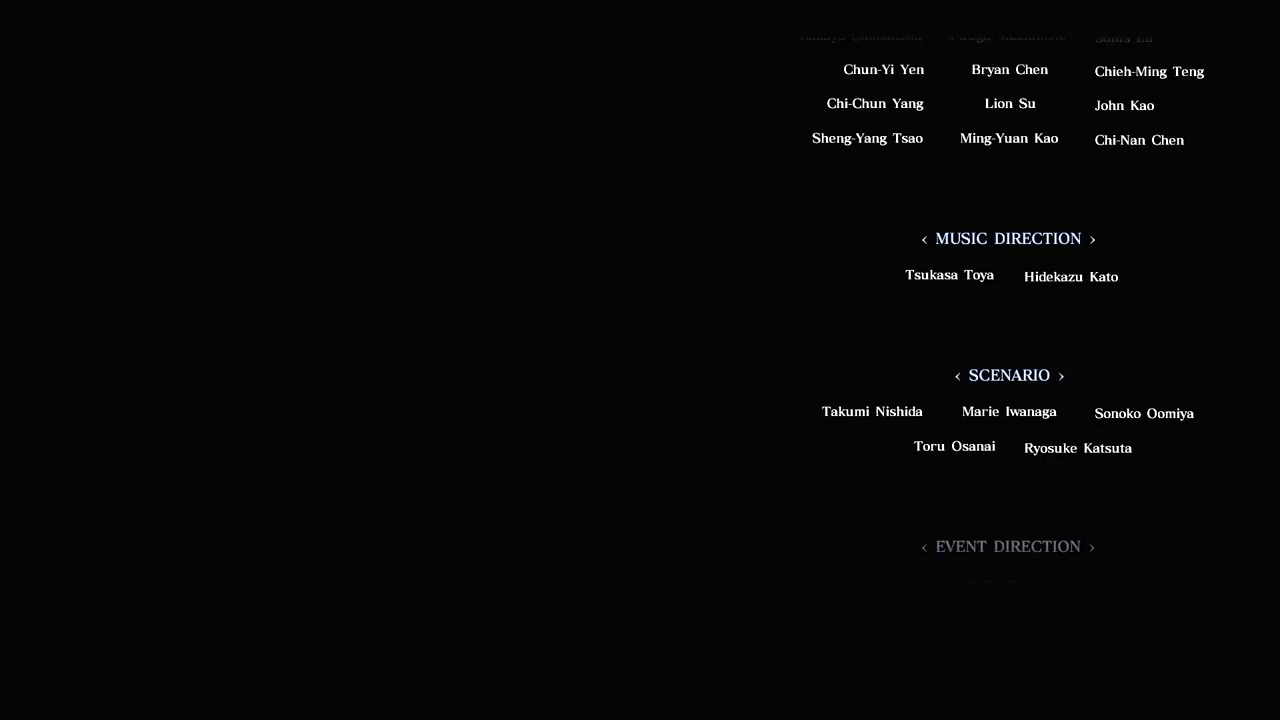 Chun-Yi Yen Bryan Chen Chieh-Ming Teng
Chi-Chun Yang Lion Su John Kao
Sheng-Yang Tsao Ming-Yuan Kao Chi-Nan Chen
‹ MUSIC DIRECTION ›
Tsukasa Toya Hidekazu Kato
‹ SCENARIO ›
Takumi Nishida Marie Iwanaga Sonoko Oomiya
Toru Osanai Ryosuke Katsuta
‹ EVENT DIRECTION ›